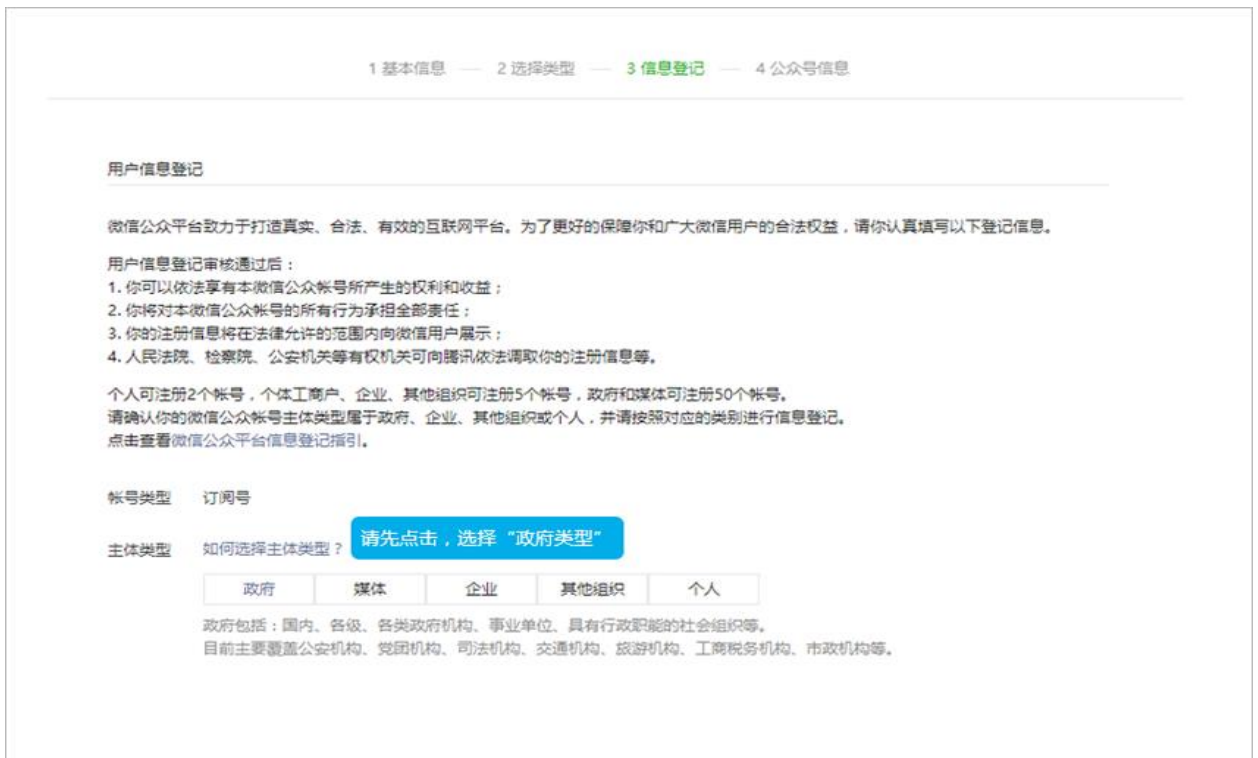 1 基本信息 — 2 选择类型 — 3 信息登记 — 4 公众号信息
用户信息登记
微信公众平台致力于打造真实、合法、有效的互联网平台。为了更好的保障你和广大微信用户的合法权益，请你认真填写以下登记信息。
用户信息登记审核通过后：
1. 你可以依法享有本微信公众帐号所产生的权利和收益；
2. 你将对本微信公众帐号的所有行为承担全部责任；
3. 你的注册信息将在法律允许的范围内向微信用户展示；
4. 人民法院、检察院、公安机关等有权机关可向腾讯依法调取你的注册信息等。
个人可注册2个帐号，个体工商户、企业、其他组织可注册5个帐号，政府和媒体可注册50个帐号。
请确认你的微信公众帐号主体类型属于政府、企业、其他组织或个人，并请按照对应的类别进行信息登记。
点击查看微信公众平台信息登记指引。
帐号类型 订阅号
请先点击，选择“政府类型”
主体类型 如何选择主体类型？
政府 媒体 企业 其他组织 个人
政府包括：国内、各级、各类政府机构、事业单位、具有行政职能的社会组织等。
目前主要覆盖公安机构、党团机构、司法机构、交通机构、旅游机构、工商税务机构、市政机构等。